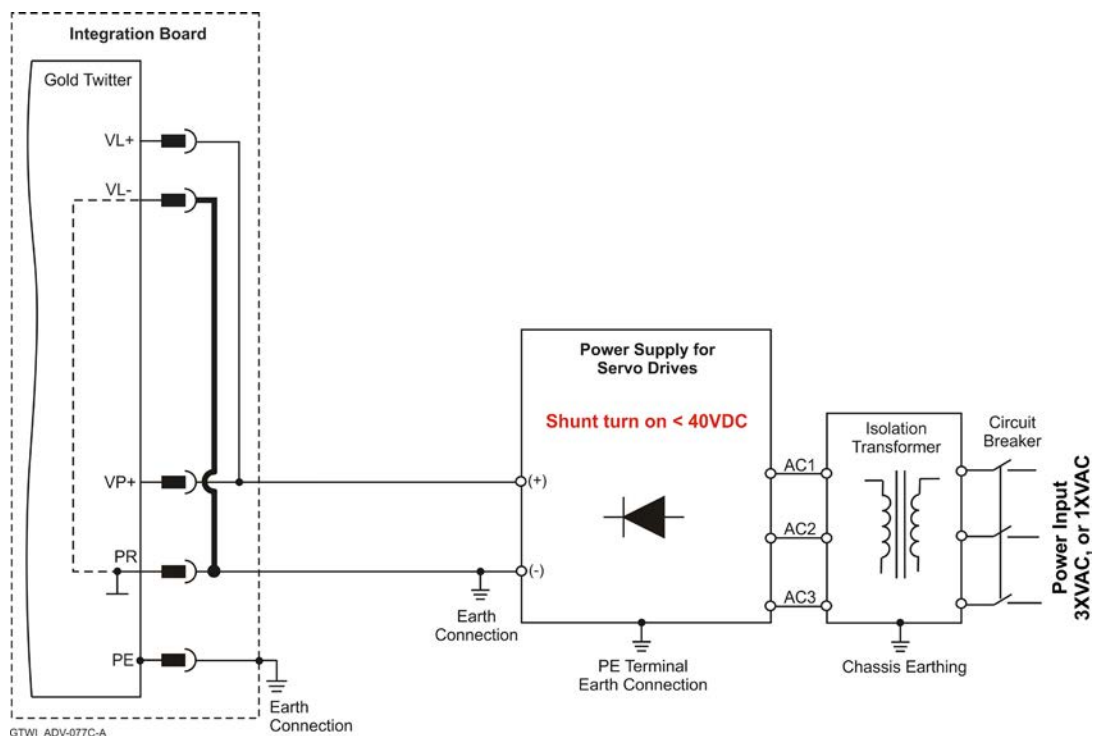 Integration Board
Gold Twitter
VL+
VL-
VP+
PR
PE
Earth
Connection
GTWI_ADV-077C-A
Earth
Connection
Power Supply for
Servo Drives
Shunt turn on < 40VDC
(+)
(-)
PE Terminal
Earth Connection
AC1
AC2
AC3
Isolation
Transformer
Chassis Earthing
Circuit
Breaker
Power Input
3XVAC, or 1XVAC